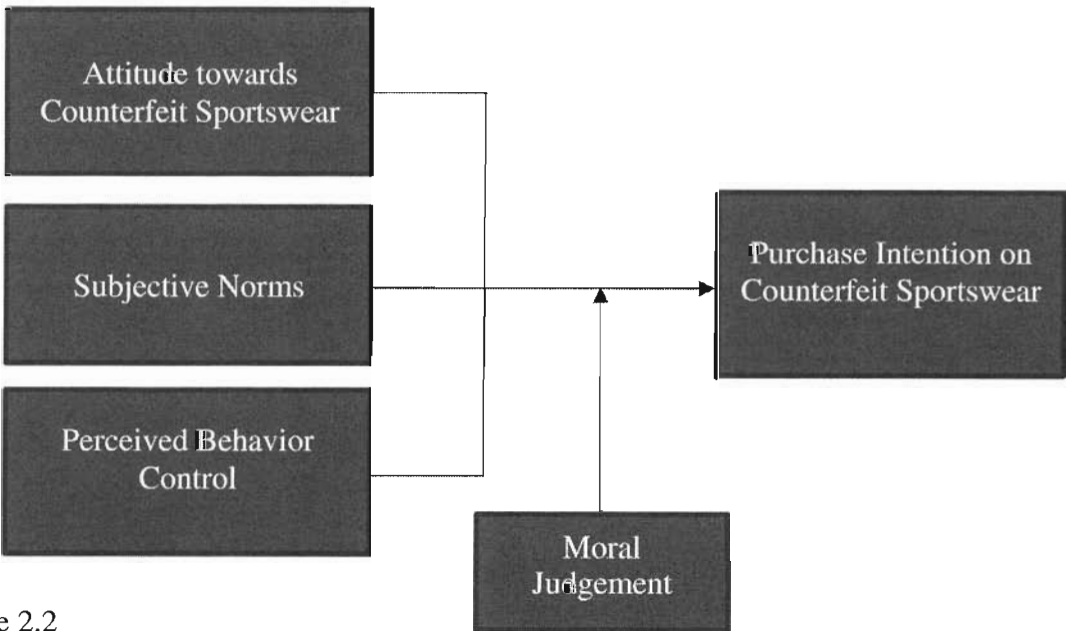 Attitude towards
Counterfeit Sportswear
Subjective Norms
Purchase Intention on
Counterfeit Sportswear
Perceived Behavior
Control
Moral
Judgement
2.2